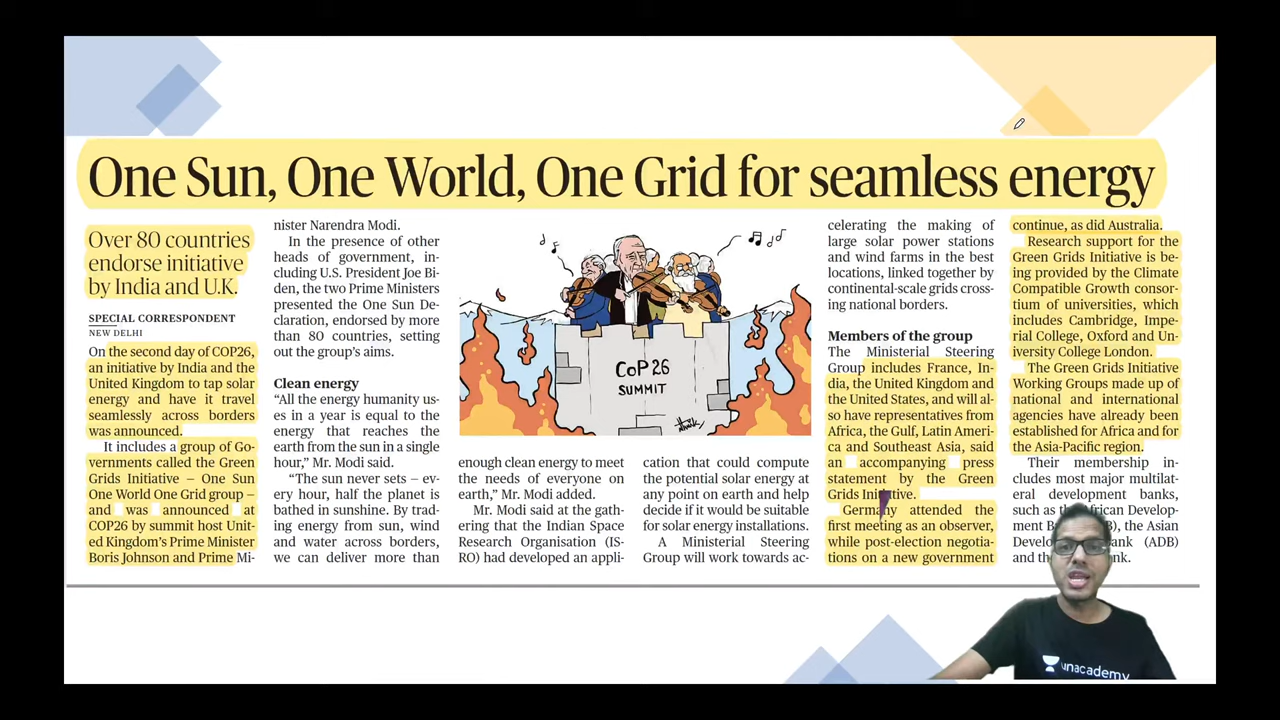 One Sun, One World, One Grid for seamless energy
Over 80 countries
endorse initiative
by India and U.K.
SPECIAL CORRESPONDENT
NEW DELHI
On the second day of COP26,
an initiative by India and the
United Kingdom to tap solar
energy and have it travel
seamlessly across borders
was announced.
It includes a group of Go-
vernments called the Green
Grids Initiative – One Sun
One World One Grid group –
and was announced at
COP26 by summit host Unit-
ed Kingdom's Prime Minister
Boris Johnson and Prime Mi-
nister Narendra Modi.
In the presence of other
heads of government, in-
cluding U.S. President Joe Bi-
den, the two Prime Ministers
presented the One Sun De-
claration, endorsed by more
than 80 countries, setting
out the group's aims.
Clean energy
“All the energy humanity us-
es in a year is equal to the
energy that reaches the
earth from the sun in a single
hour,” Mr. Modi said.
“The sun never sets – ev-
ery hour, half the planet is
bathed in sunshine. By trad-
ing energy from sun, wind
and water across borders,
we can deliver more than
CoP 26
SUMMIT
enough clean energy to meet
the needs of everyone on
earth,” Mr. Modi added.
Mr. Modi said at the gath-
ering that the Indian Space
Research Organisation (IS-
RO) had developed an appli-
cation that could compute
the potential solar energy at
any point on earth and help
decide if it would be suitable
for solar energy installations.
A Ministerial Steering
Group will work towards ac-
celerating the making of
large solar power stations
and wind farms in the best
locations, linked together by
continental-scale grids cross-
ing national borders.
Members of the group
The Ministerial Steering
Group includes France, In-
dia, the United Kingdom and
the United States, and will al-
so have representatives from
Africa, the Gulf, Latin Ameri-
ca and Southeast Asia, said
an accompanying press
statement by the Green
Grids Initiative.
Germany attended the
first meeting as an observer,
while post-election negotia-
tions on a new government
continue, as did Australia.
Research support for the
Green Grids Initiative is be-
ing provided by the Climate
Compatible Growth consor-
tium of universities, which
includes Cambridge, Impe-
rial College, Oxford and Un-
iversity College London.
The Green Grids Initiative
Working Groups made up of
national and international
agencies have already been
established for Africa and for
the Asia-Pacific region.
Their membership in-
cludes most major multilat-
eral development banks,
such as the African Develop-
ment B), the Asian
Develo ank (ADB)
and th nk.
unacademy